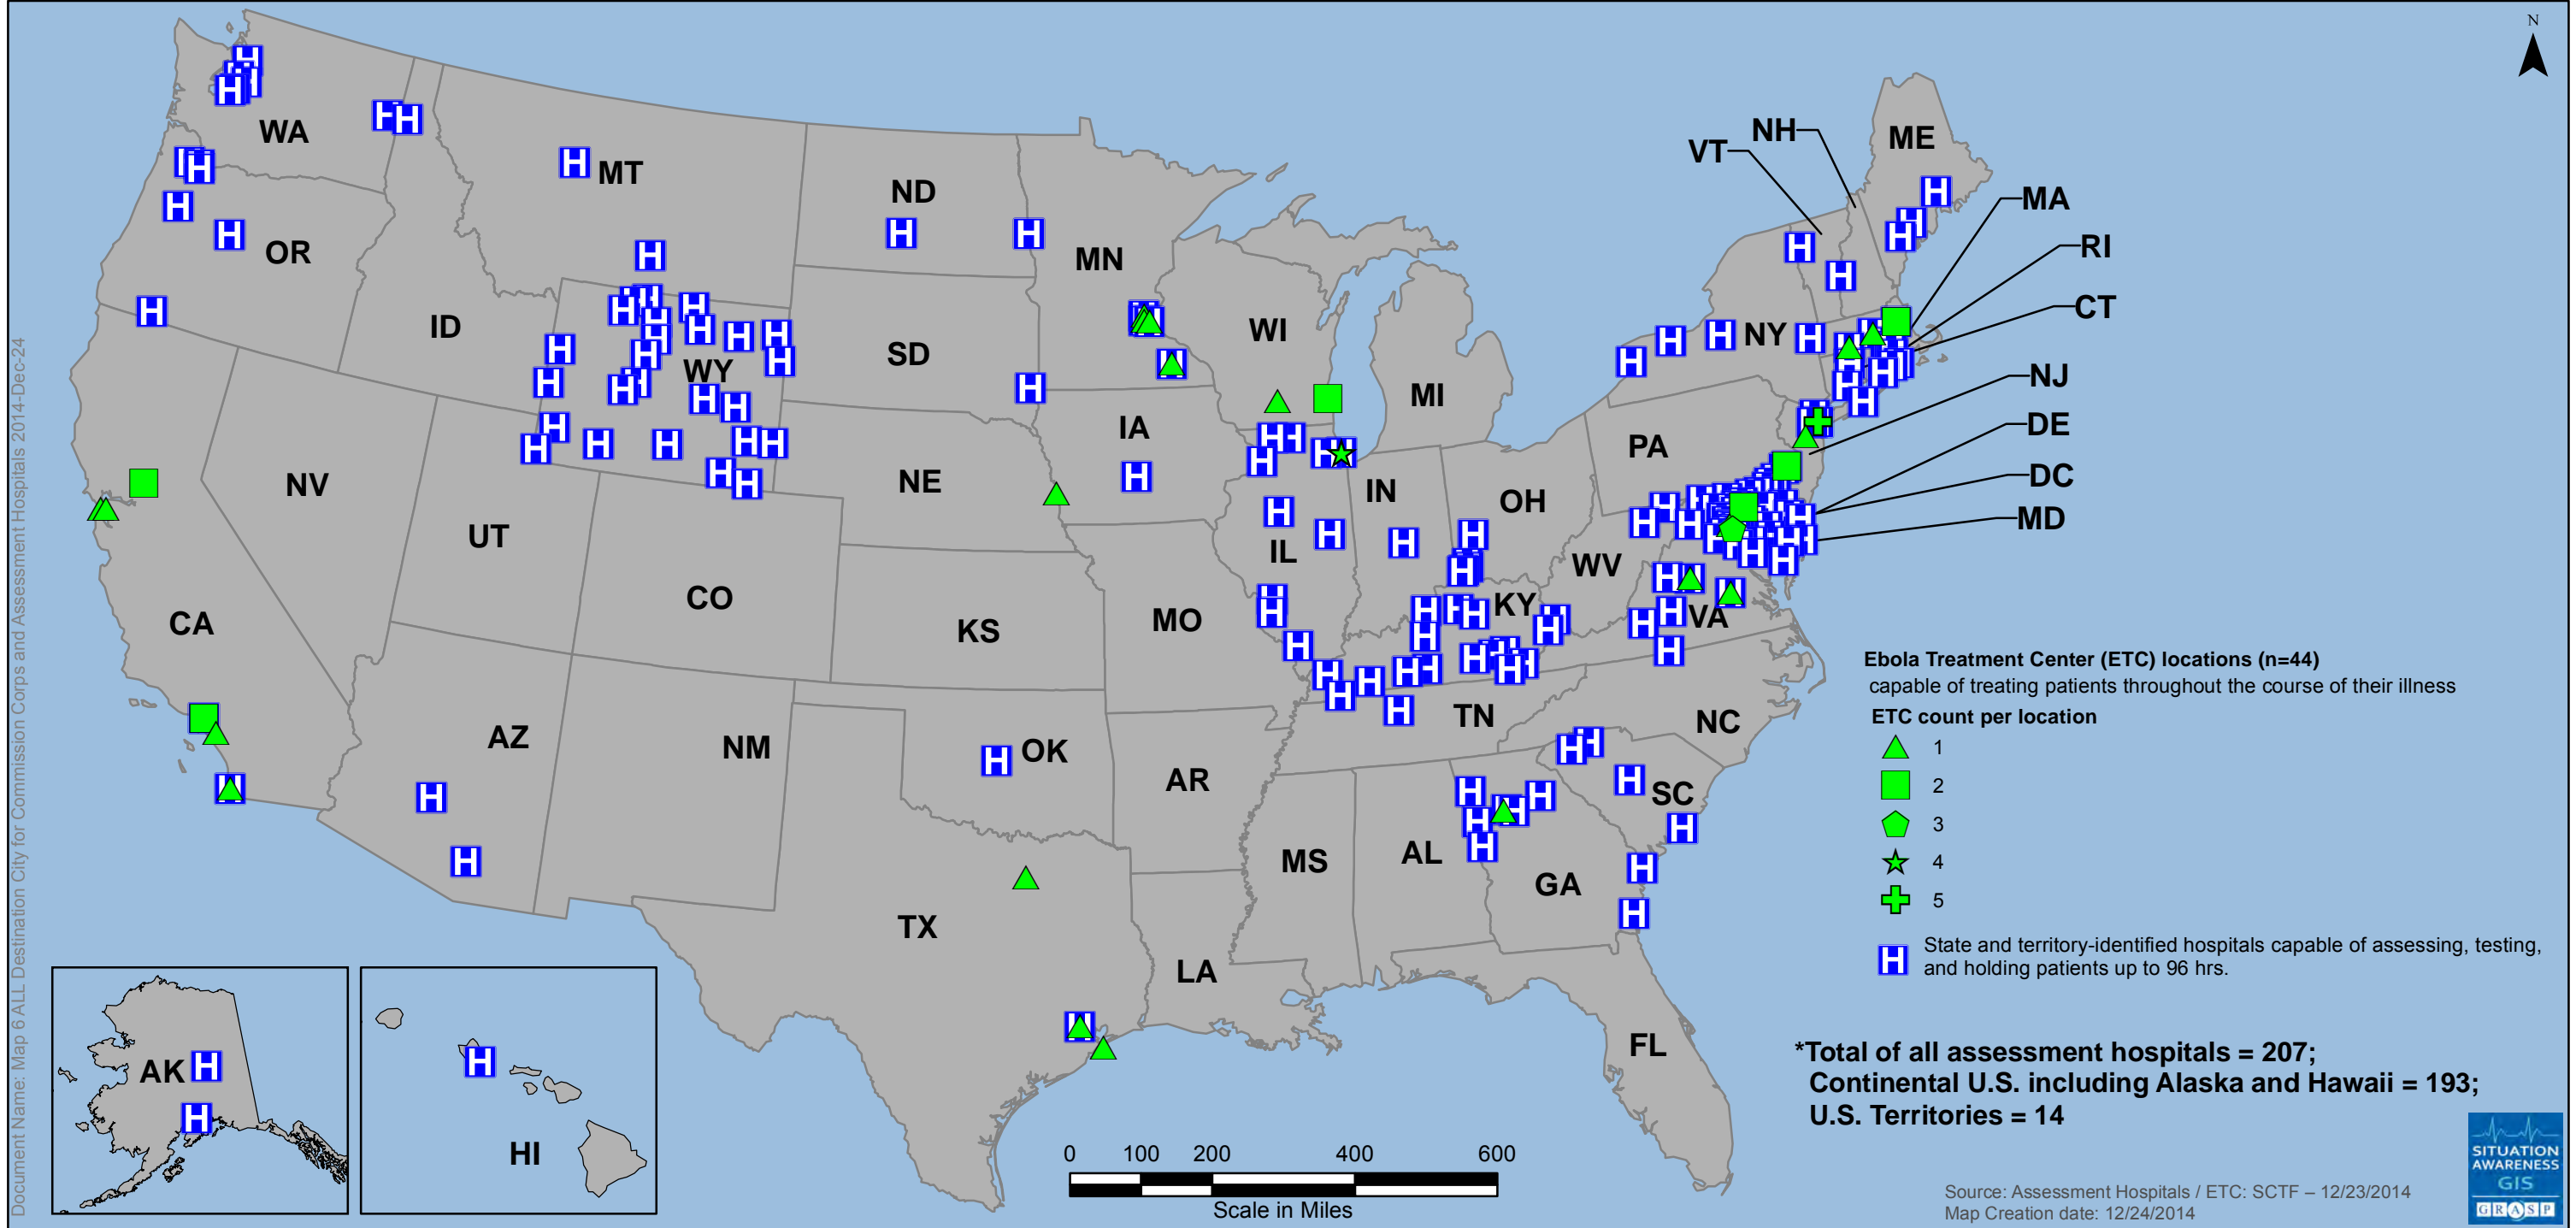 N
WA
MT
ND
MN
OR
ID
WY
SD
WI
MI
IA
NV
UT
NE
CO
KS
CA
MO
IL
IN
OH
KY
WV
PA
NY
VT
NH
ME
MA
RI
CT
NJ
DE
DC
MD
VA
NC
TN
SC
AZ
NM
OK
AR
MS
AL
GA
TX
LA
FL
AK
HI
Ebola Treatment Center (ETC) locations (n=44)
capable of treating patients throughout the course of their illness
ETC count per location
1
2
3
4
5
H State and territory-identified hospitals capable of assessing, testing,
and holding patients up to 96 hrs.
*Total of all assessment hospitals = 207;
Continental U.S. including Alaska and Hawaii = 193;
U.S. Territories = 14
0 100 200 400 600
Scale in Miles
Source: Assessment Hospitals / ETC: SCTF – 12/23/2014
Map Creation date: 12/24/2014
SITUATION
AWARENESS
GIS
GRASP
Document Name: Map 6 ALL Destination City for Commission Corps and Assessment Hospitals 2014-Dec-24